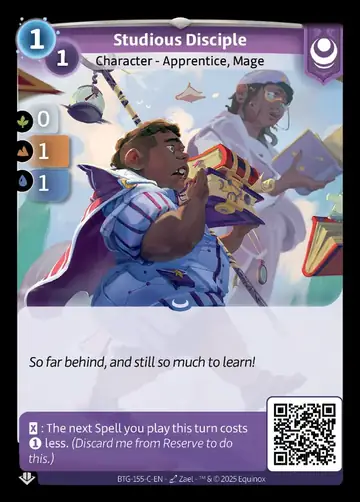 1
Studious Disciple
1
Character - Apprentice, Mage
0
1
1
So far behind, and still so much to learn!
X : The next Spell you play this turn costs
1 less. (Discard me from Reserve to do
this.)
BTG-155-C-EN - Zael - ™ & © 2025 Equinox